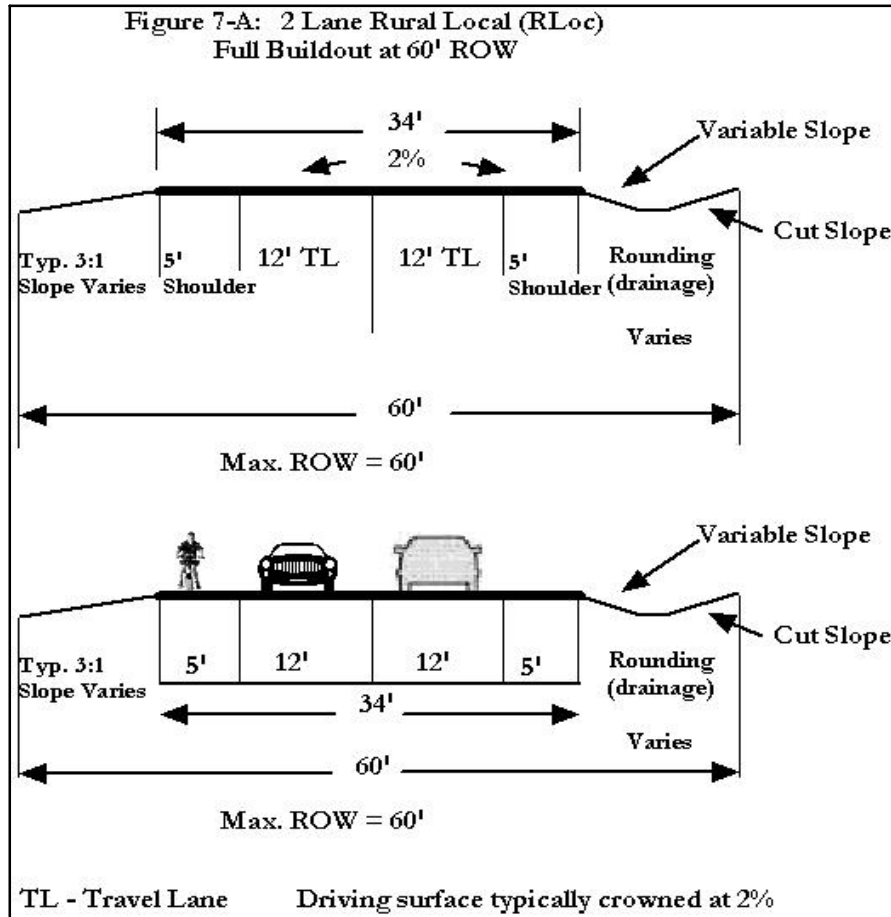 Figure 7-A: 2 Lane Rural Local (RLoc)
Full Buildout at 60' ROW
34'
2%
Variable Slope
Cut Slope
Typ. 3:1
Slope Varies
5'
Shoulder
12' TL
12' TL
5'
Shoulder
Rounding
(drainage)
Varies
60'
Max. ROW = 60'
Variable Slope
Cut Slope
Typ. 3:1
Slope Varies
5'
12'
12'
5'
Rounding
(drainage)
34'
Varies
60'
Max. ROW = 60'
TL - Travel Lane Driving surface typically crowned at 2%